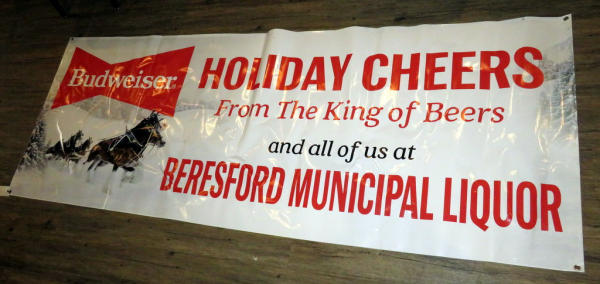 Budweiser
HOLIDAY CHEERS
From The King of Beers
and all of us at
BERESFORD MUNICIPAL LIQUOR